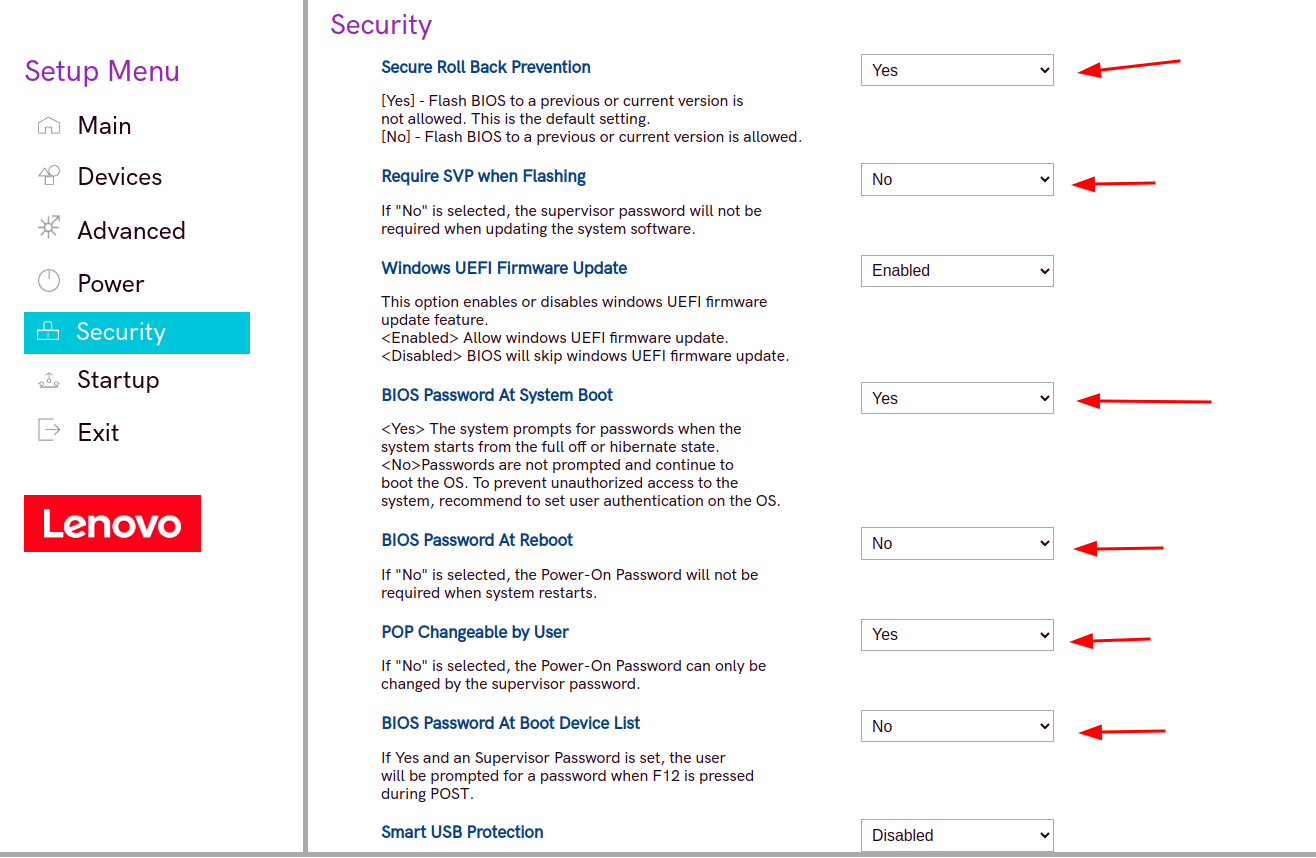 Setup Menu
Main
Devices
Advanced
Power
Security
Startup
Exit
Lenovo
Security
Secure Roll Back Prevention
Yes
[Yes] - Flash BIOS to a previous or current version is
not allowed. This is the default setting.
[No] - Flash BIOS to a previous or current version is allowed.
Require SVP when Flashing
No
If "No" is selected, the supervisor password will not be
required when updating the system software.
Windows UEFI Firmware Update
Enabled
This option enables or disables windows UEFI firmware
update feature.
<Enabled> Allow windows UEFI firmware update.
<Disabled> BIOS will skip windows UEFI firmware update.
BIOS Password At System Boot
Yes
<Yes> The system prompts for passwords when the
system starts from the full off or hibernate state.
<No>Passwords are not prompted and continue to
boot the OS. To prevent unauthorized access to the
system, recommend to set user authentication on the OS.
BIOS Password At Reboot
No
If "No" is selected, the Power-On Password will not be
required when system restarts.
POP Changeable by User
Yes
If "No" is selected, the Power-On Password can only be
changed by the supervisor password.
BIOS Password At Boot Device List
No
If Yes and an Supervisor Password is set, the user
will be prompted for a password when F12 is pressed
during POST.
Smart USB Protection
Disabled